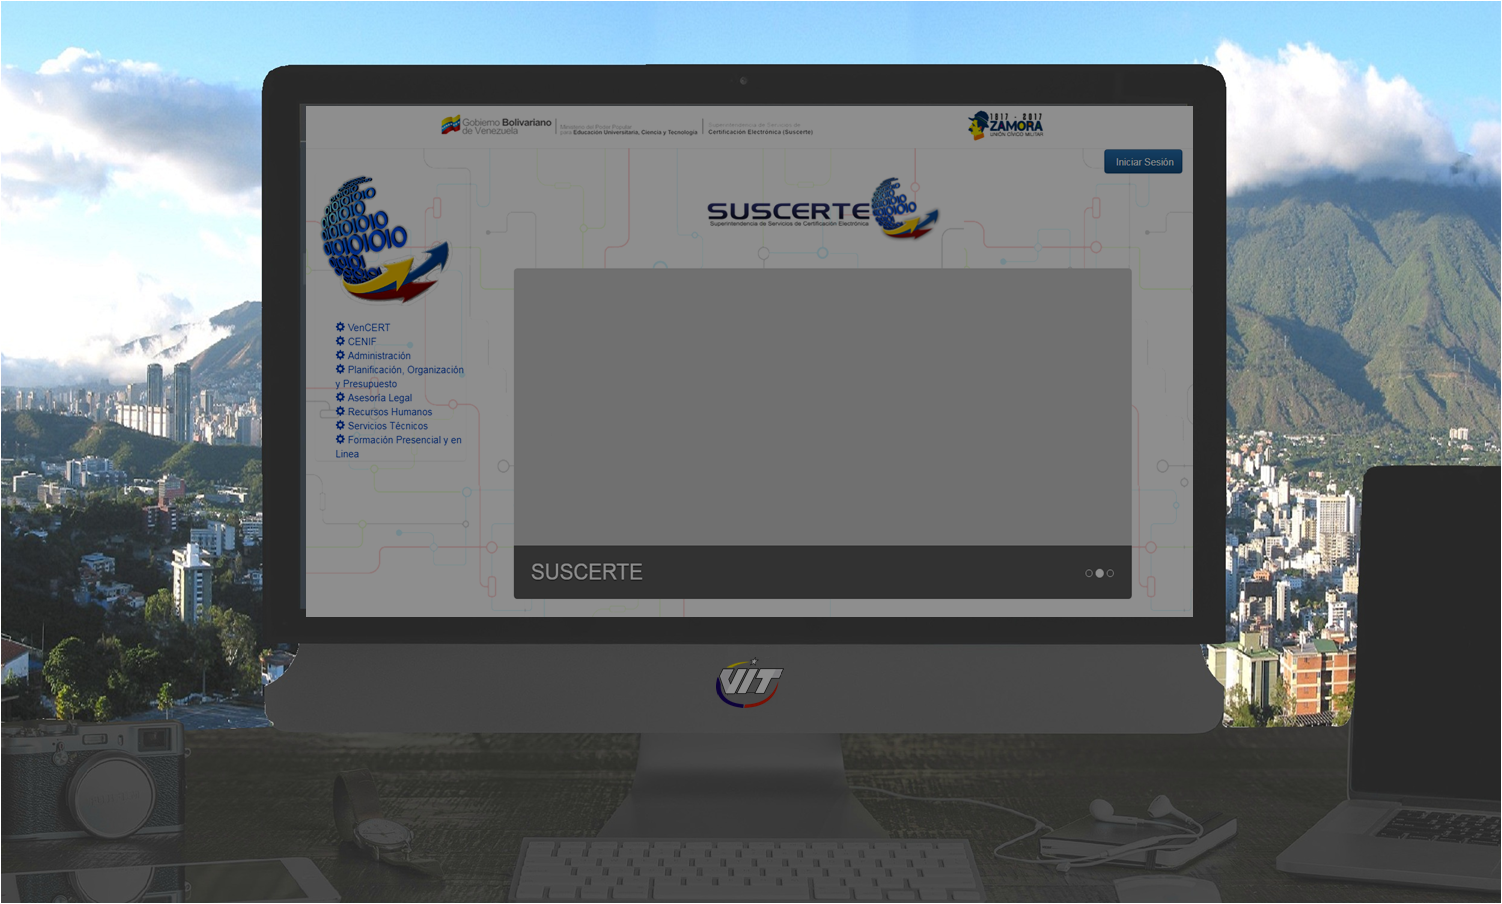 Gobierno Bolivariano
de Venezuela
Ministerio del Poder Popular
para Educación Universitaria, Ciencia y Tecnología
Superintendencia de Servicios de
Certificación Electrónica (Suscerte)
1817 - 2017
ZAMORA
UNIÓN CÍVICO MILITAR
Iniciar Sesión
SUSCERTE
Superintendencia de Servicios de Certificación Electrónica
VenCERT
CENIF
Administración
Planificación, Organización
y Presupuesto
Asesoría Legal
Recursos Humanos
Servicios Técnicos
Formación Presencial y en
Linea
SUSCERTE
VIT